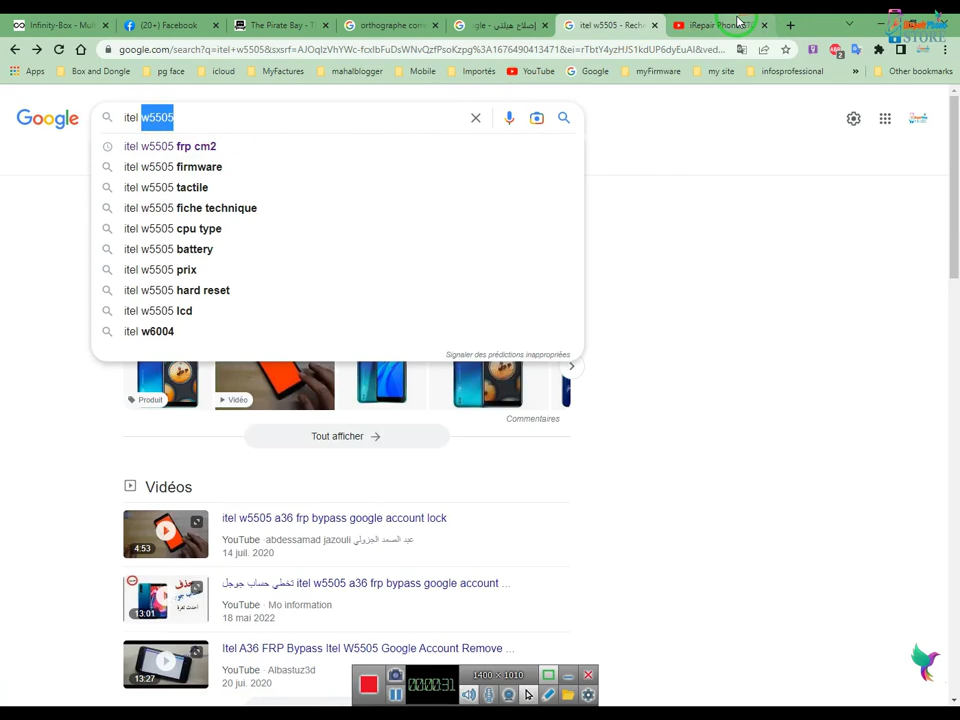 Infinity-Box - Mult
(20+) Facebook
The Pirate Bay - T
orthographe corr
إصلاح هيلتي - gle
itel w5505 - Rech
iRepair Phone
google.com/search?q=itel+w5505&sxsrf=AJOqlzVhYWc-fcxlbFuDsWNvQzfPsoKzpg%3A1676490413471&ei=rTbtY4yzHJS1kdUP6dyEuAI&ved...
Apps
Box and Dongle
pg face
icloud
MyFactures
mahalblogger
Mobile
Importés
YouTube
Google
myFirmware
my site
infosprofessional
»
Other bookmarks
STORE
Google
itel w5505
itel w5505 frp cm2
itel w5505 firmware
itel w5505 tactile
itel w5505 fiche technique
itel w5505 cpu type
itel w5505 battery
itel w5505 prix
itel w5505 hard reset
itel w5505 lcd
itel w6004
Signaler des prédictions inappropriées
Produit
Vidéo
Commentaires
Tout afficher
Vidéos
itel w5505 a36 frp bypass google account lock
YouTube · abdessamad jazouli عبد الصمد الجزولي
14 juil. 2020
4:53
تخطي حساب جوجل itel w5505 a36 frp bypass google account ...
YouTube · Mo information
18 mai 2022
13:01
Itel A36 FRP Bypass Itel W5505 Google Account Remove ...
YouTube · Albastuz3d
20 juil. 2020
13:27
1400 × 1010
00:00:31